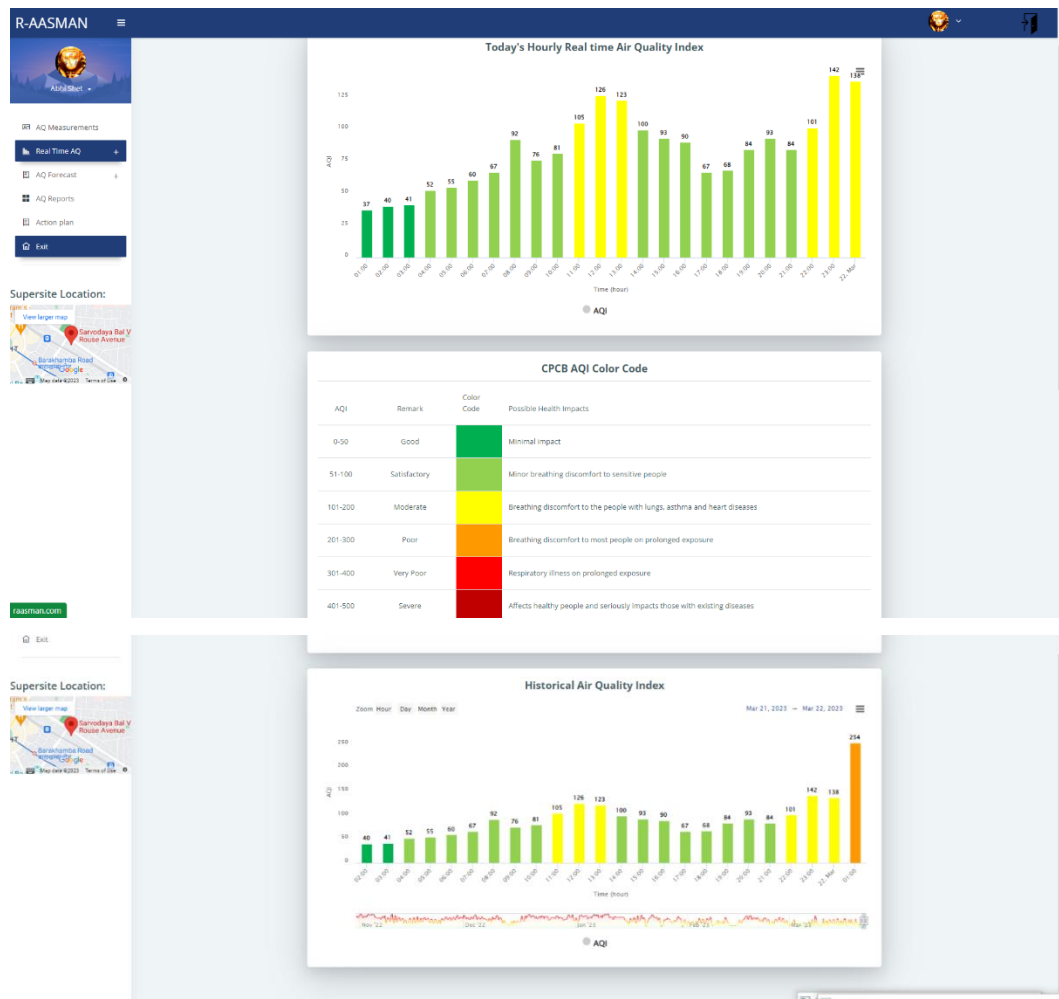 R-AASMAN
Abhi Shet
AQ Measurements
Real Time AQ +
AQ Forecast +
AQ Reports
Action plan
Exit
Supersite Location:
View larger map
Sarvodaya Bal V
Rouse Avenue
Barakhamba Road
Google
Map data ©2023 Terms of Use
raasman.com
Today's Hourly Real time Air Quality Index
AQI
125
100
75
50
25
0
37 40 41 52 55 60 67 92 76 81 105 126 123 100 93 90 67 68 84 93 84 101 142 138
01:00 02:00 03:00 04:00 05:00 06:00 07:00 08:00 09:00 10:00 11:00 12:00 13:00 14:00 15:00 16:00 17:00 18:00 19:00 20:00 21:00 22:00 23:00 22. Mar
Time (hour)
AQI
CPCB AQI Color Code
AQI Remark Color Code Possible Health Impacts
0-50 Good Minimal impact
51-100 Satisfactory Minor breathing discomfort to sensitive people
101-200 Moderate Breathing discomfort to the people with lungs, asthma and heart diseases
201-300 Poor Breathing discomfort to most people on prolonged exposure
301-400 Very Poor Respiratory illness on prolonged exposure
401-500 Severe Affects healthy people and seriously impacts those with existing diseases
Exit
Supersite Location:
View larger map
Sarvodaya Bal V
Rouse Avenue
Barakhamba Road
Google
Map data ©2023 Terms of Use
Historical Air Quality Index
Zoom Hour Day Month Year
Mar 21, 2023 → Mar 22, 2023
AQI
250
200
150
100
50
0
40 41 52 55 60 67 92 76 81 105 126 123 100 93 90 67 68 84 93 84 101 142 138 254
02:00 03:00 04:00 05:00 06:00 07:00 08:00 09:00 10:00 11:00 12:00 13:00 14:00 15:00 16:00 17:00 18:00 19:00 20:00 21:00 22:00 23:00 22. Mar 01:00
Time (hour)
Nov '22 Dec '22 Jan '23 Feb '23 Mar '23
AQI